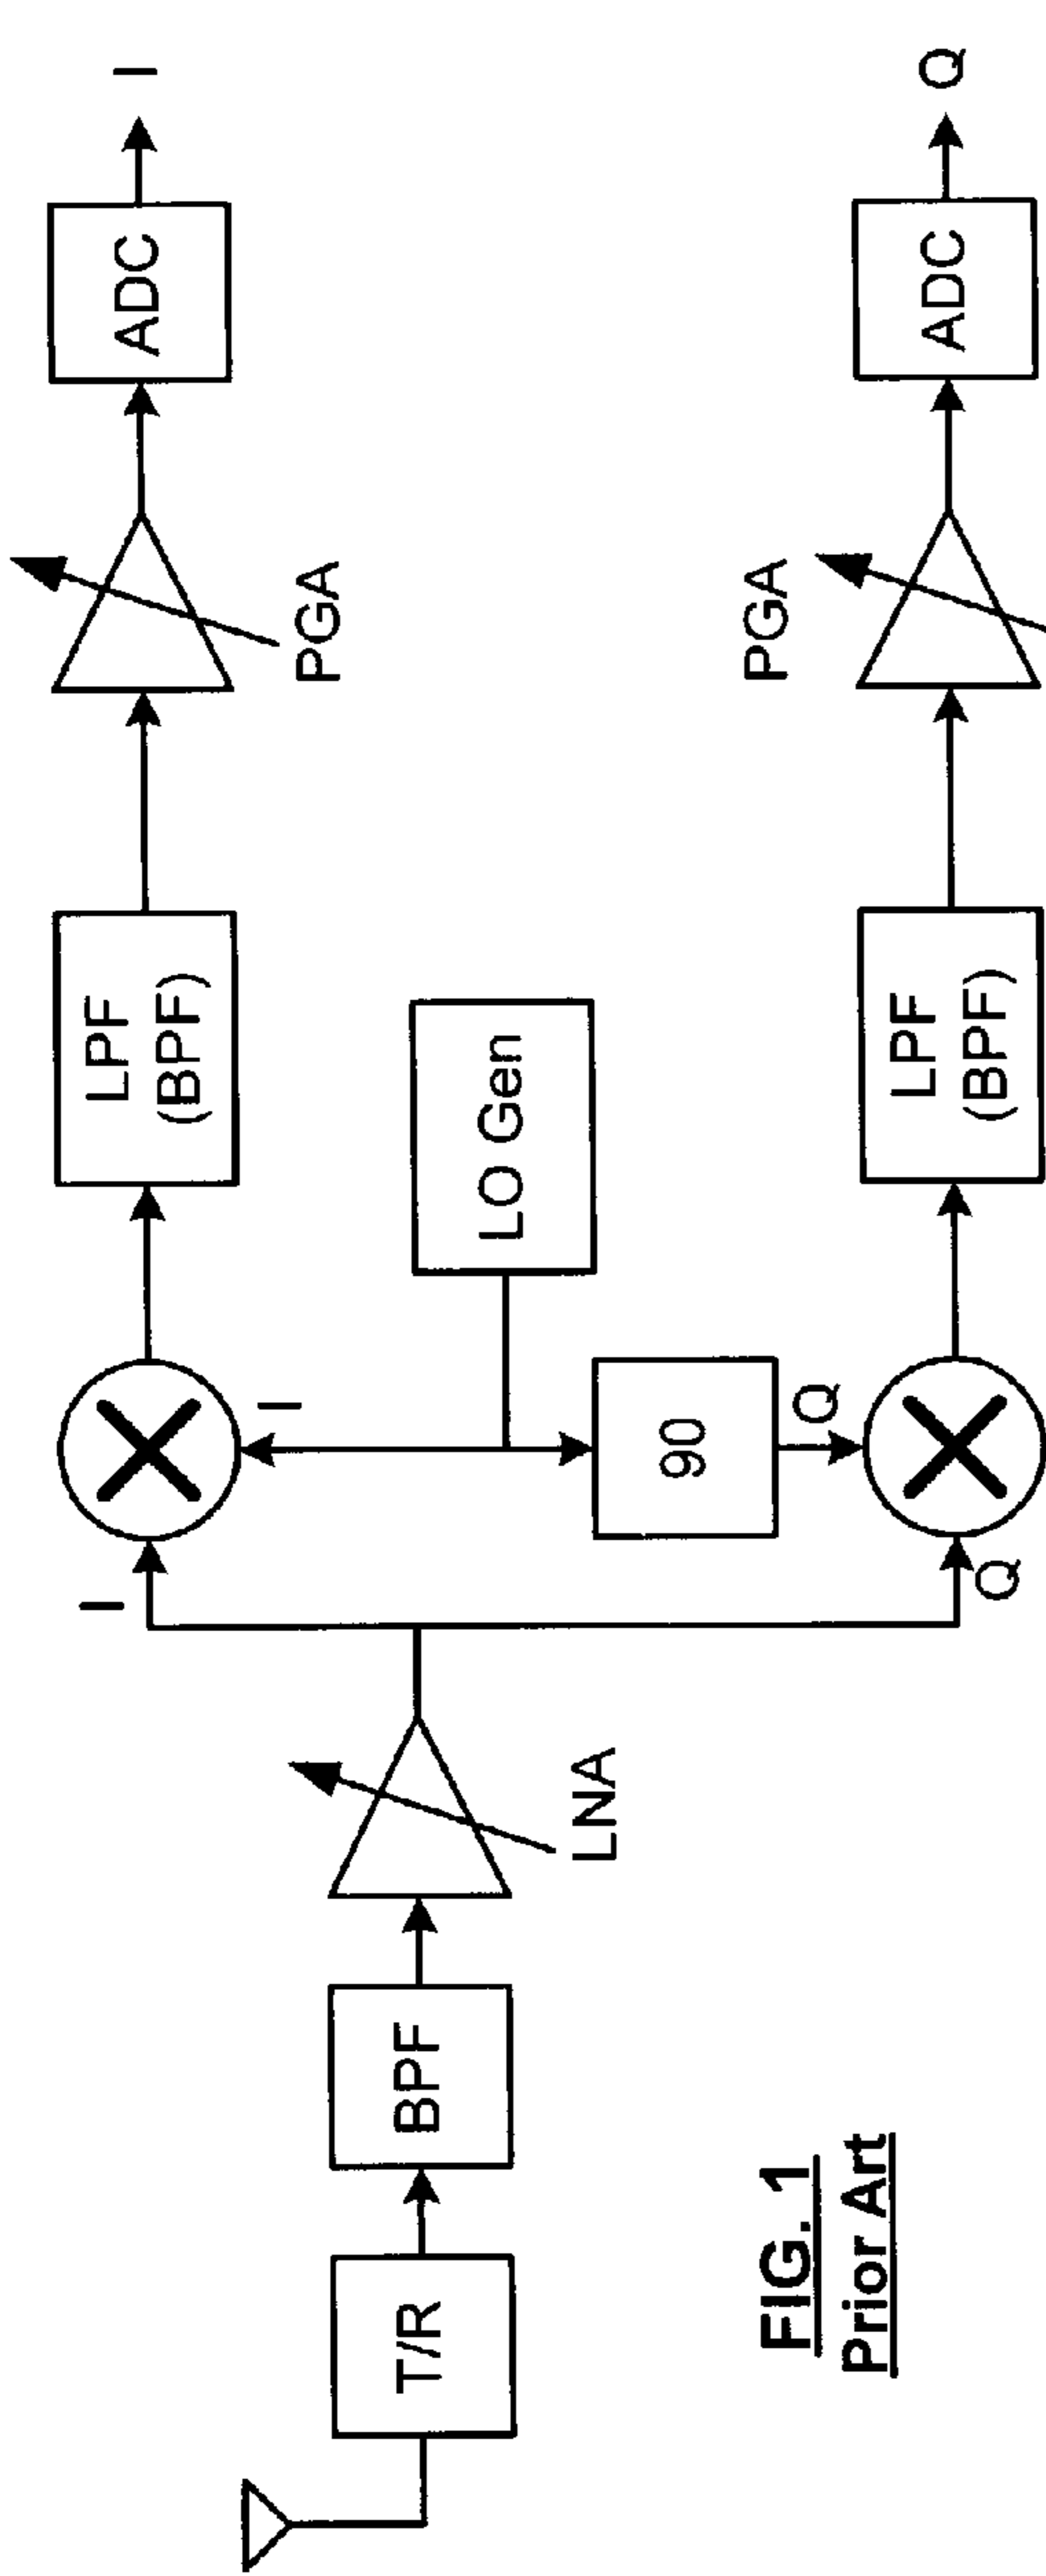 I
ADC
PGA
LPF
(BPF)
I
I
LO Gen
90
Q
Q
LPF
(BPF)
PGA
ADC
Q
LNA
BPF
T/R
FIG. 1
Prior Art